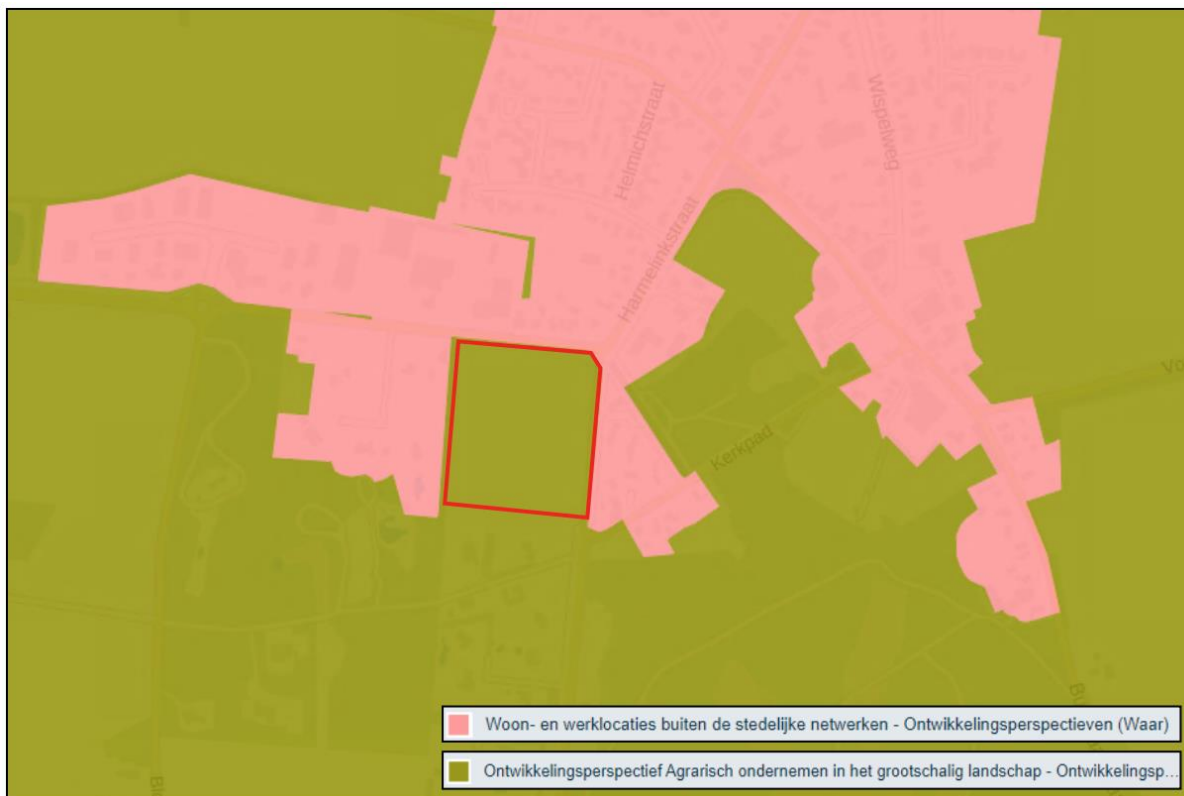 Wispelweg
Helmichstraat
Harmelinkstraat
Kerkpad
Woon- en werklocaties buiten de stedelijke netwerken - Ontwikkelingsperspectieven (Waar)
Ontwikkelingsperspectief Agrarisch ondernemen in het grootschalig landschap - Ontwikkelingsp...